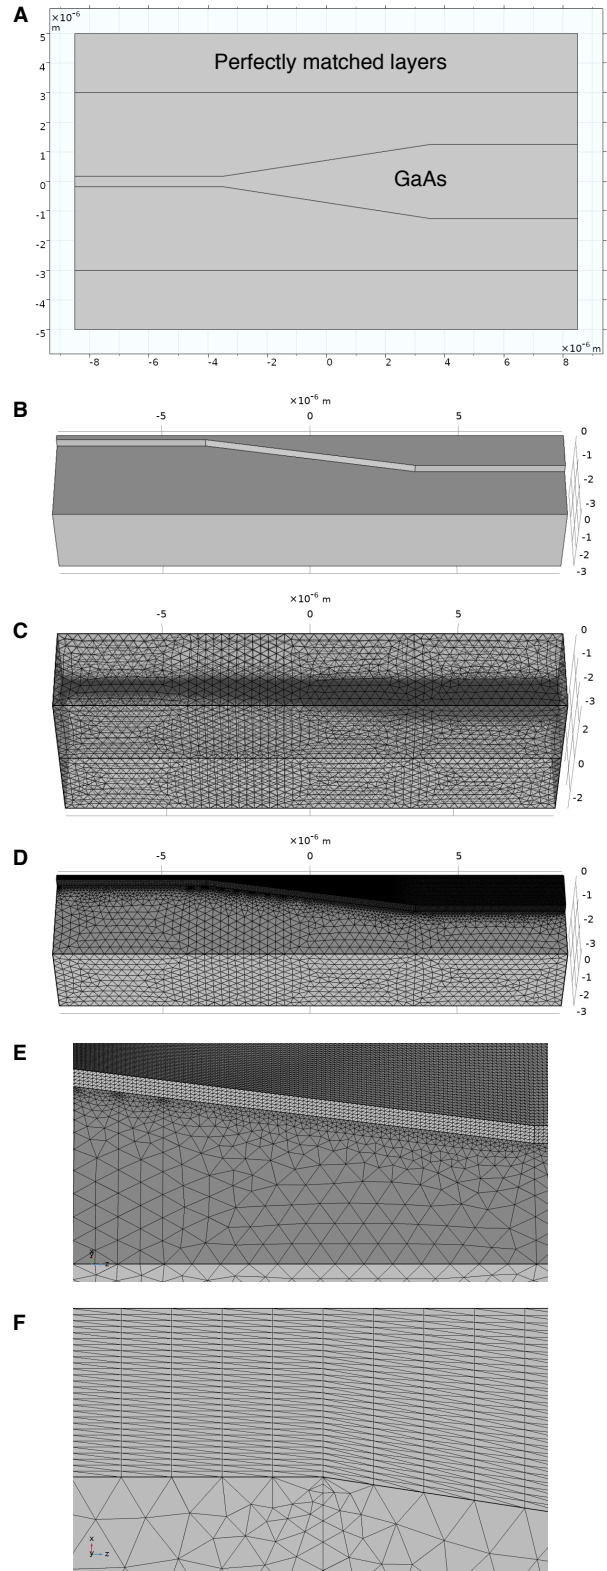 A
×10⁻⁶
m
5
4
3
2
1
0
-1
-2
-3
-4
-5
Perfectly matched layers
GaAs
×10⁻⁶ m
-8 -6 -4 -2 0 2 4 6 8
B
×10⁻⁶ m
-5 0 5
0
-1
-2
-3
0
-1
-2
-3
C
×10⁻⁶ m
-5 0 5
0
-1
-2
-3
2
0
-2
D
×10⁻⁶ m
-5 0 5
0
-1
-2
-3
0
-1
-2
-3
E
y z
F
x
y z